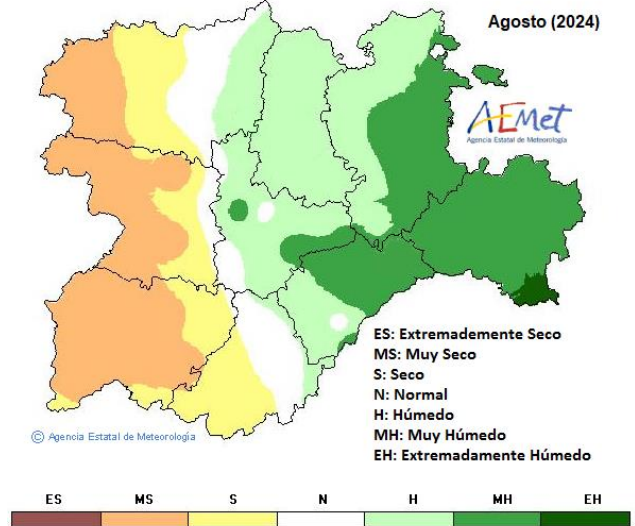 Agosto (2024)
AEMet
Agencia Estatal de Meteorología
ES: Extremademente Seco
MS: Muy Seco
S: Seco
N: Normal
H: Húmedo
MH: Muy Húmedo
EH: Extremadamente Húmedo
© Agencia Estatal de Meteorología
ES MS S N H MH EH